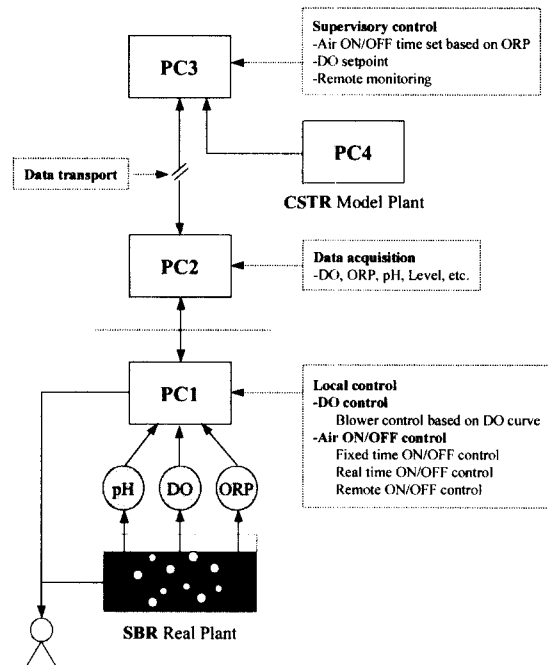 Supervisory control
-Air ON/OFF time set based on ORP
-DO setpoint
-Remote monitoring
PC3
PC4
Data transport
CSTR Model Plant
PC2
Data acquisition
-DO, ORP, pH, Level, etc.
PC1
Local control
-DO control
Blower control based on DO curve
-Air ON/OFF control
Fixed time ON/OFF control
Real time ON/OFF control
Remote ON/OFF control
pH
DO
ORP
SBR Real Plant